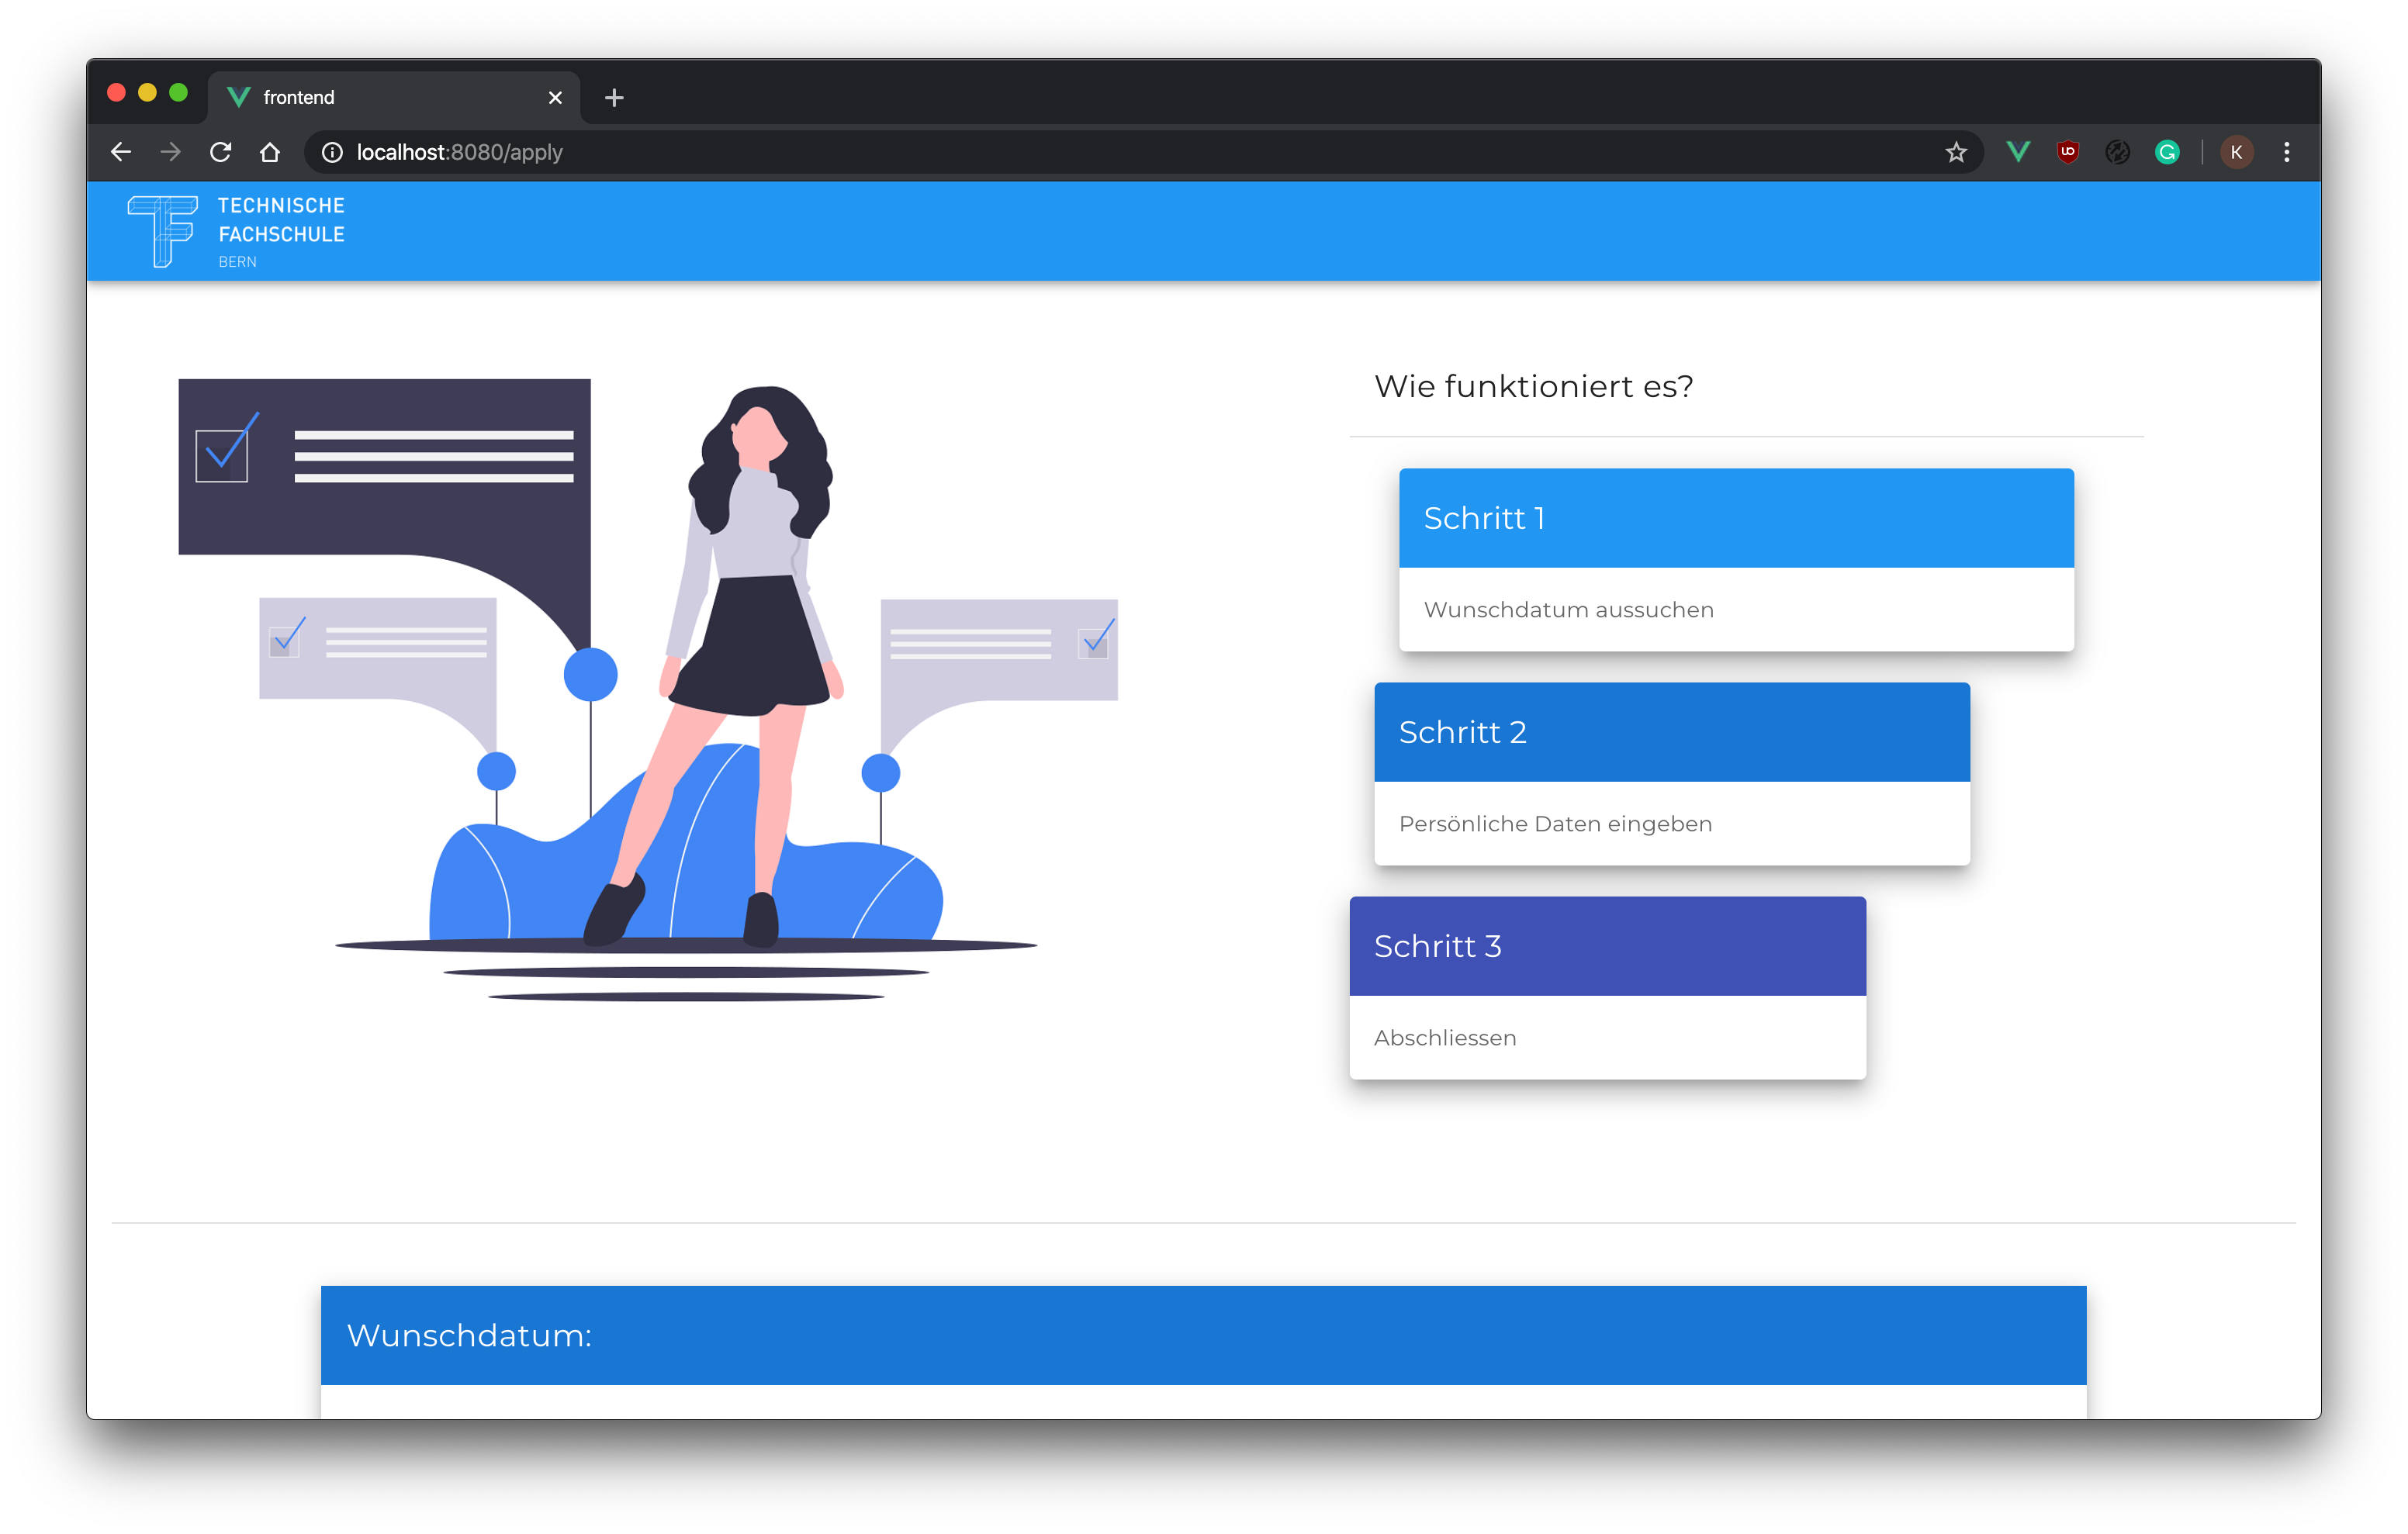 frontend
localhost:8080/apply
K
TECHNISCHE
FACHSCHULE
BERN
Wie funktioniert es?
Schritt 1
Wunschdatum aussuchen
Schritt 2
Persönliche Daten eingeben
Schritt 3
Abschliessen
Wunschdatum: